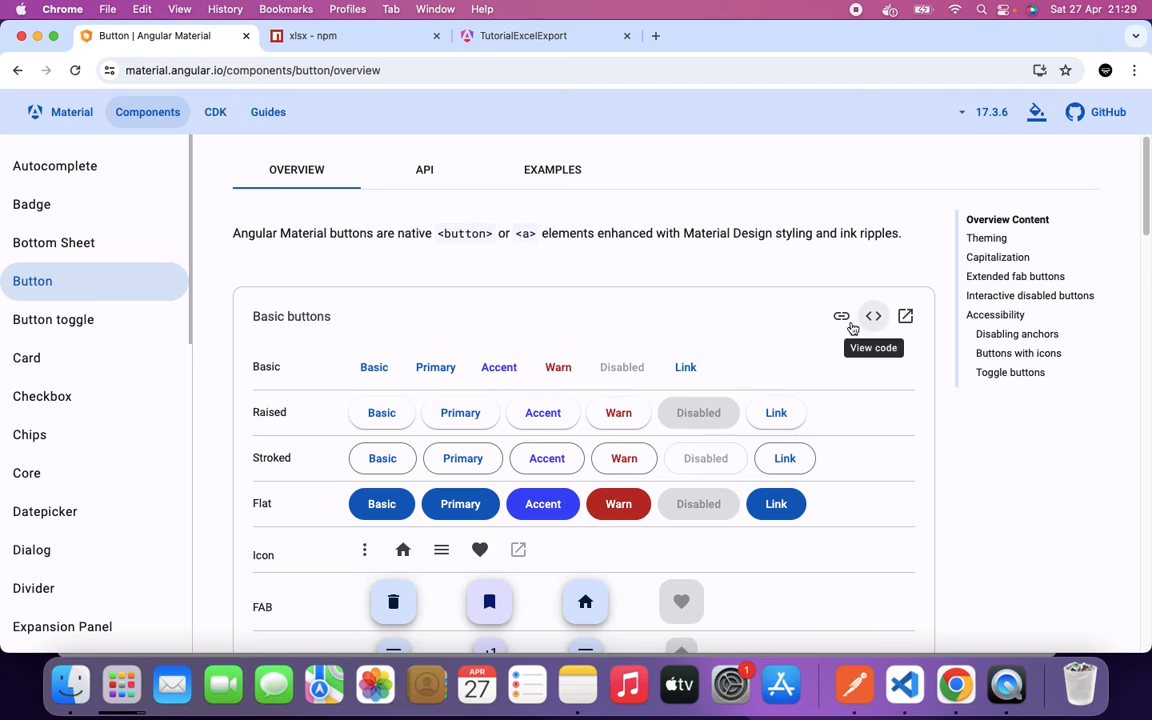 Chrome File Edit View History Bookmarks Profiles Tab Window Help Sat 27 Apr 21:29
Button | Angular Material xlsx - npm TutorialExcelExport
material.angular.io/components/button/overview
Material Components CDK Guides 17.3.6 GitHub
Autocomplete
Badge
Bottom Sheet
Button
Button toggle
Card
Checkbox
Chips
Core
Datepicker
Dialog
Divider
Expansion Panel
OVERVIEW API EXAMPLES
Angular Material buttons are native <button> or <a> elements enhanced with Material Design styling and ink ripples.
Basic buttons
View code
Basic Basic Primary Accent Warn Disabled Link
Raised Basic Primary Accent Warn Disabled Link
Stroked Basic Primary Accent Warn Disabled Link
Flat Basic Primary Accent Warn Disabled Link
Icon
FAB
Overview Content
Theming
Capitalization
Extended fab buttons
Interactive disabled buttons
Accessibility
Disabling anchors
Buttons with icons
Toggle buttons
APR
27
tv
1